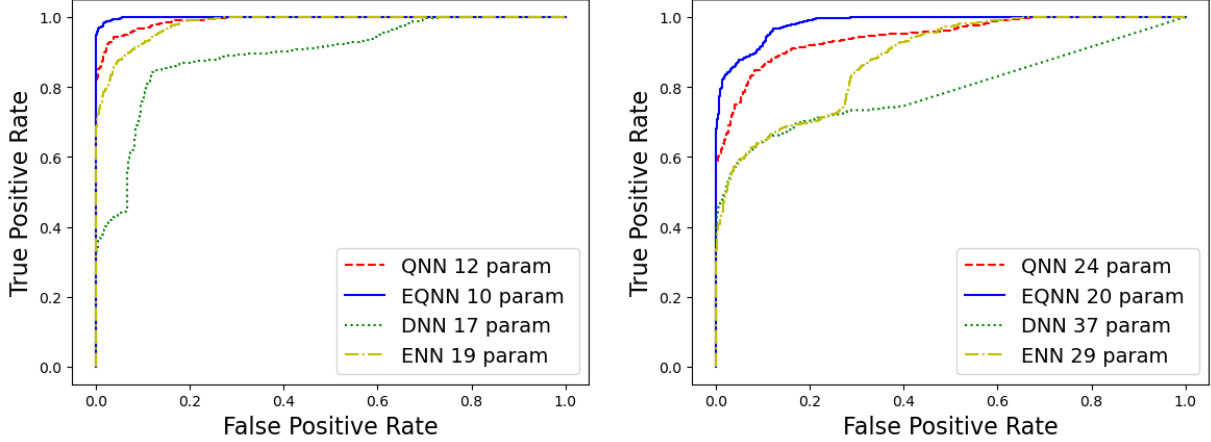 1.0
0.8
0.6
0.4
0.2
0.0
True Positive Rate
QNN 12 param
EQNN 10 param
DNN 17 param
ENN 19 param
0.0 0.2 0.4 0.6 0.8 1.0
False Positive Rate
1.0
0.8
0.6
0.4
0.2
0.0
True Positive Rate
QNN 24 param
EQNN 20 param
DNN 37 param
ENN 29 param
0.0 0.2 0.4 0.6 0.8 1.0
False Positive Rate